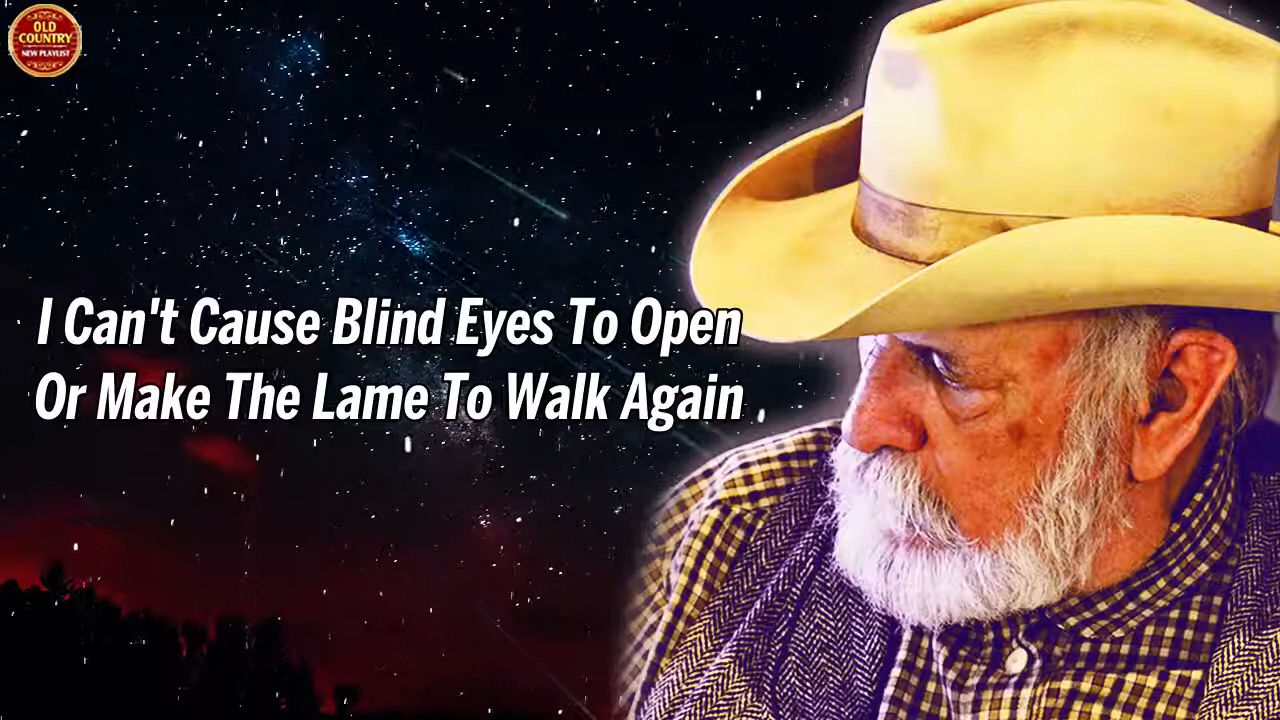 OLD
COUNTRY
NEW PLAYLIST
I Can't Cause Blind Eyes To Open
Or Make The Lame To Walk Again